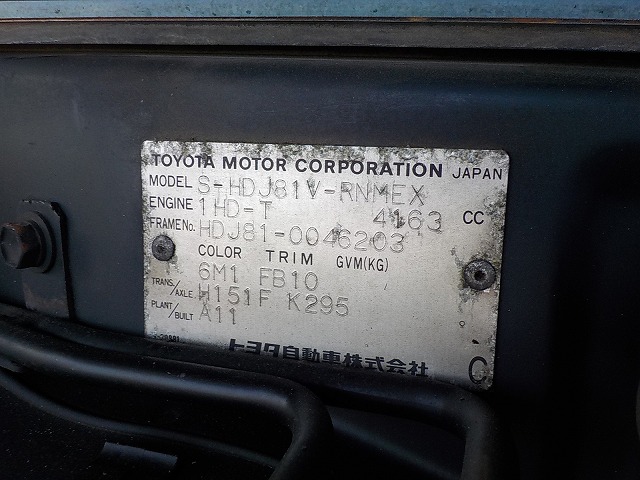 TOYOTA MOTOR CORPORATION JAPAN
MODEL S-HDJ81V-RNMEX
ENGINE 1HD-T 4163 CC
FRAME No. HDJ81-0046203
COLOR TRIM GVM(KG)
6M1 FB10
TRANS./AXLE H151F K295
PLANT/BUILT A11
トヨタ自動車株式会社 C